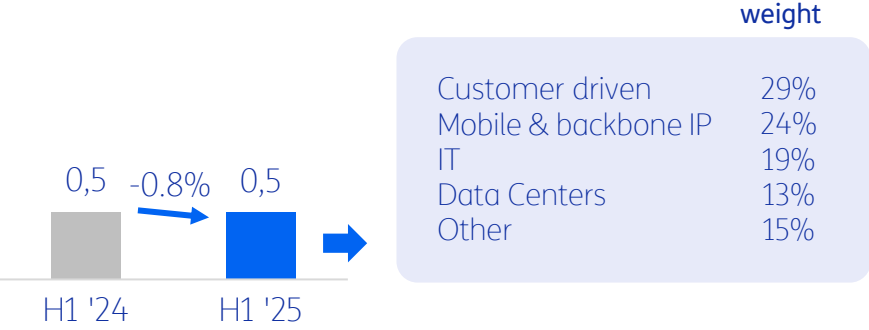 weight
Customer driven 29%
Mobile & backbone IP 24%
IT 19%
Data Centers 13%
Other 15%
0,5 -0.8% 0,5
H1 '24 H1 '25